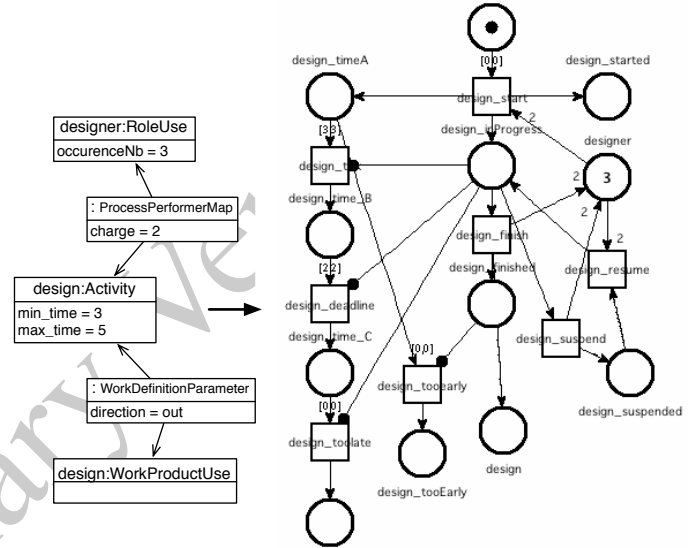 designer:RoleUse
occurenceNb = 3
: ProcessPerformerMap
charge = 2
design:Activity
min_time = 3
max_time = 5
: WorkDefinitionParameter
direction = out
design:WorkProductUse
[0,0]
design_timeA
design_started
design_start
2
design_inProgress
designer
[3,3]
3
2
2
design_time_B
design_finish
2
design_finished
design_resume
[2,2]
design_deadline
design_time_C
design_suspend
[0,0]
design_tooearly
[0,0]
design_suspended
design_toolate
design
design_tooEarly